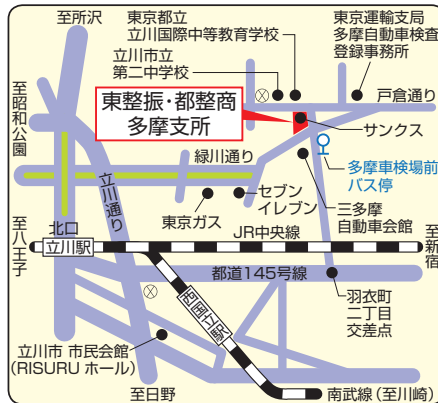 至所沢
東京都立
立川国際中等教育学校
東京運輸支局
多摩自動車検査
登録事務所
立川市立
第二中学校
戸倉通り
至昭和公園
東整振・都整商
多摩支所
サンクス
緑川通り
多摩車検場前
バス停
立川通り
セブン
イレブン
三多摩
自動車会館
東京ガス
至八王子
北口
立川駅
JR中央線
至新宿
都道145号線
西国立駅
羽衣町
二丁目
交差点
立川市 市民会館
(RISURU ホール)
至日野
南武線(至川崎)